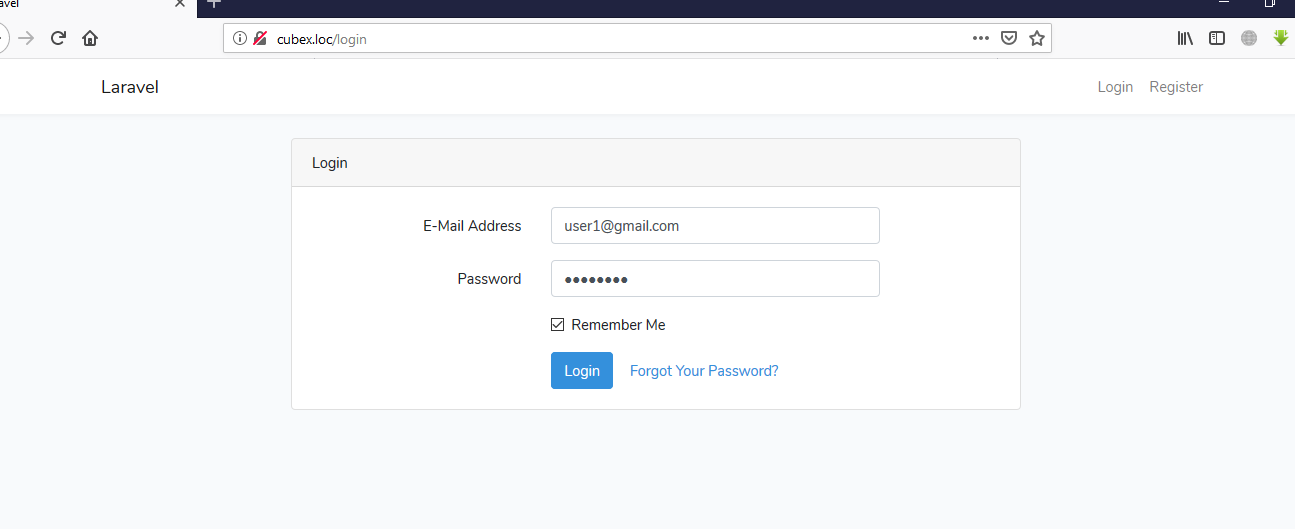 avel
cubex.loc/login
Laravel
Login Register
Login
E-Mail Address user1@gmail.com
Password ••••••••
Remember Me
Login Forgot Your Password?